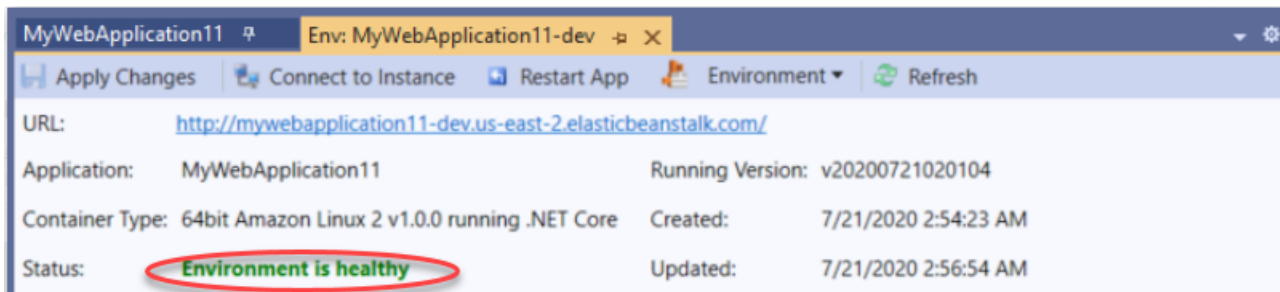 MyWebApplication11 Env: MyWebApplication11-dev
Apply Changes Connect to Instance Restart App Environment Refresh
URL: http://mywebapplication11-dev.us-east-2.elasticbeanstalk.com/
Application: MyWebApplication11 Running Version: v20200721020104
Container Type: 64bit Amazon Linux 2 v1.0.0 running .NET Core Created: 7/21/2020 2:54:23 AM
Status: Environment is healthy Updated: 7/21/2020 2:56:54 AM